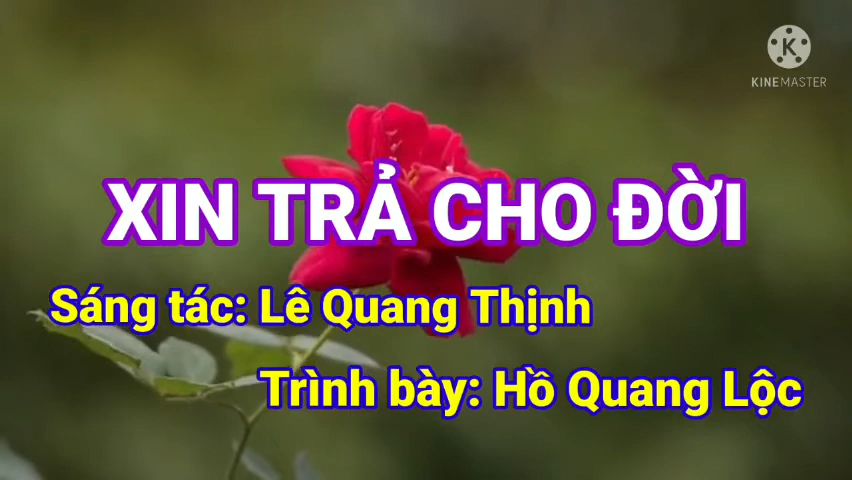 KINEMASTER
XIN TRẢ CHO ĐỜI
Sáng tác: Lê Quang Thịnh
Trình bày: Hồ Quang Lộc